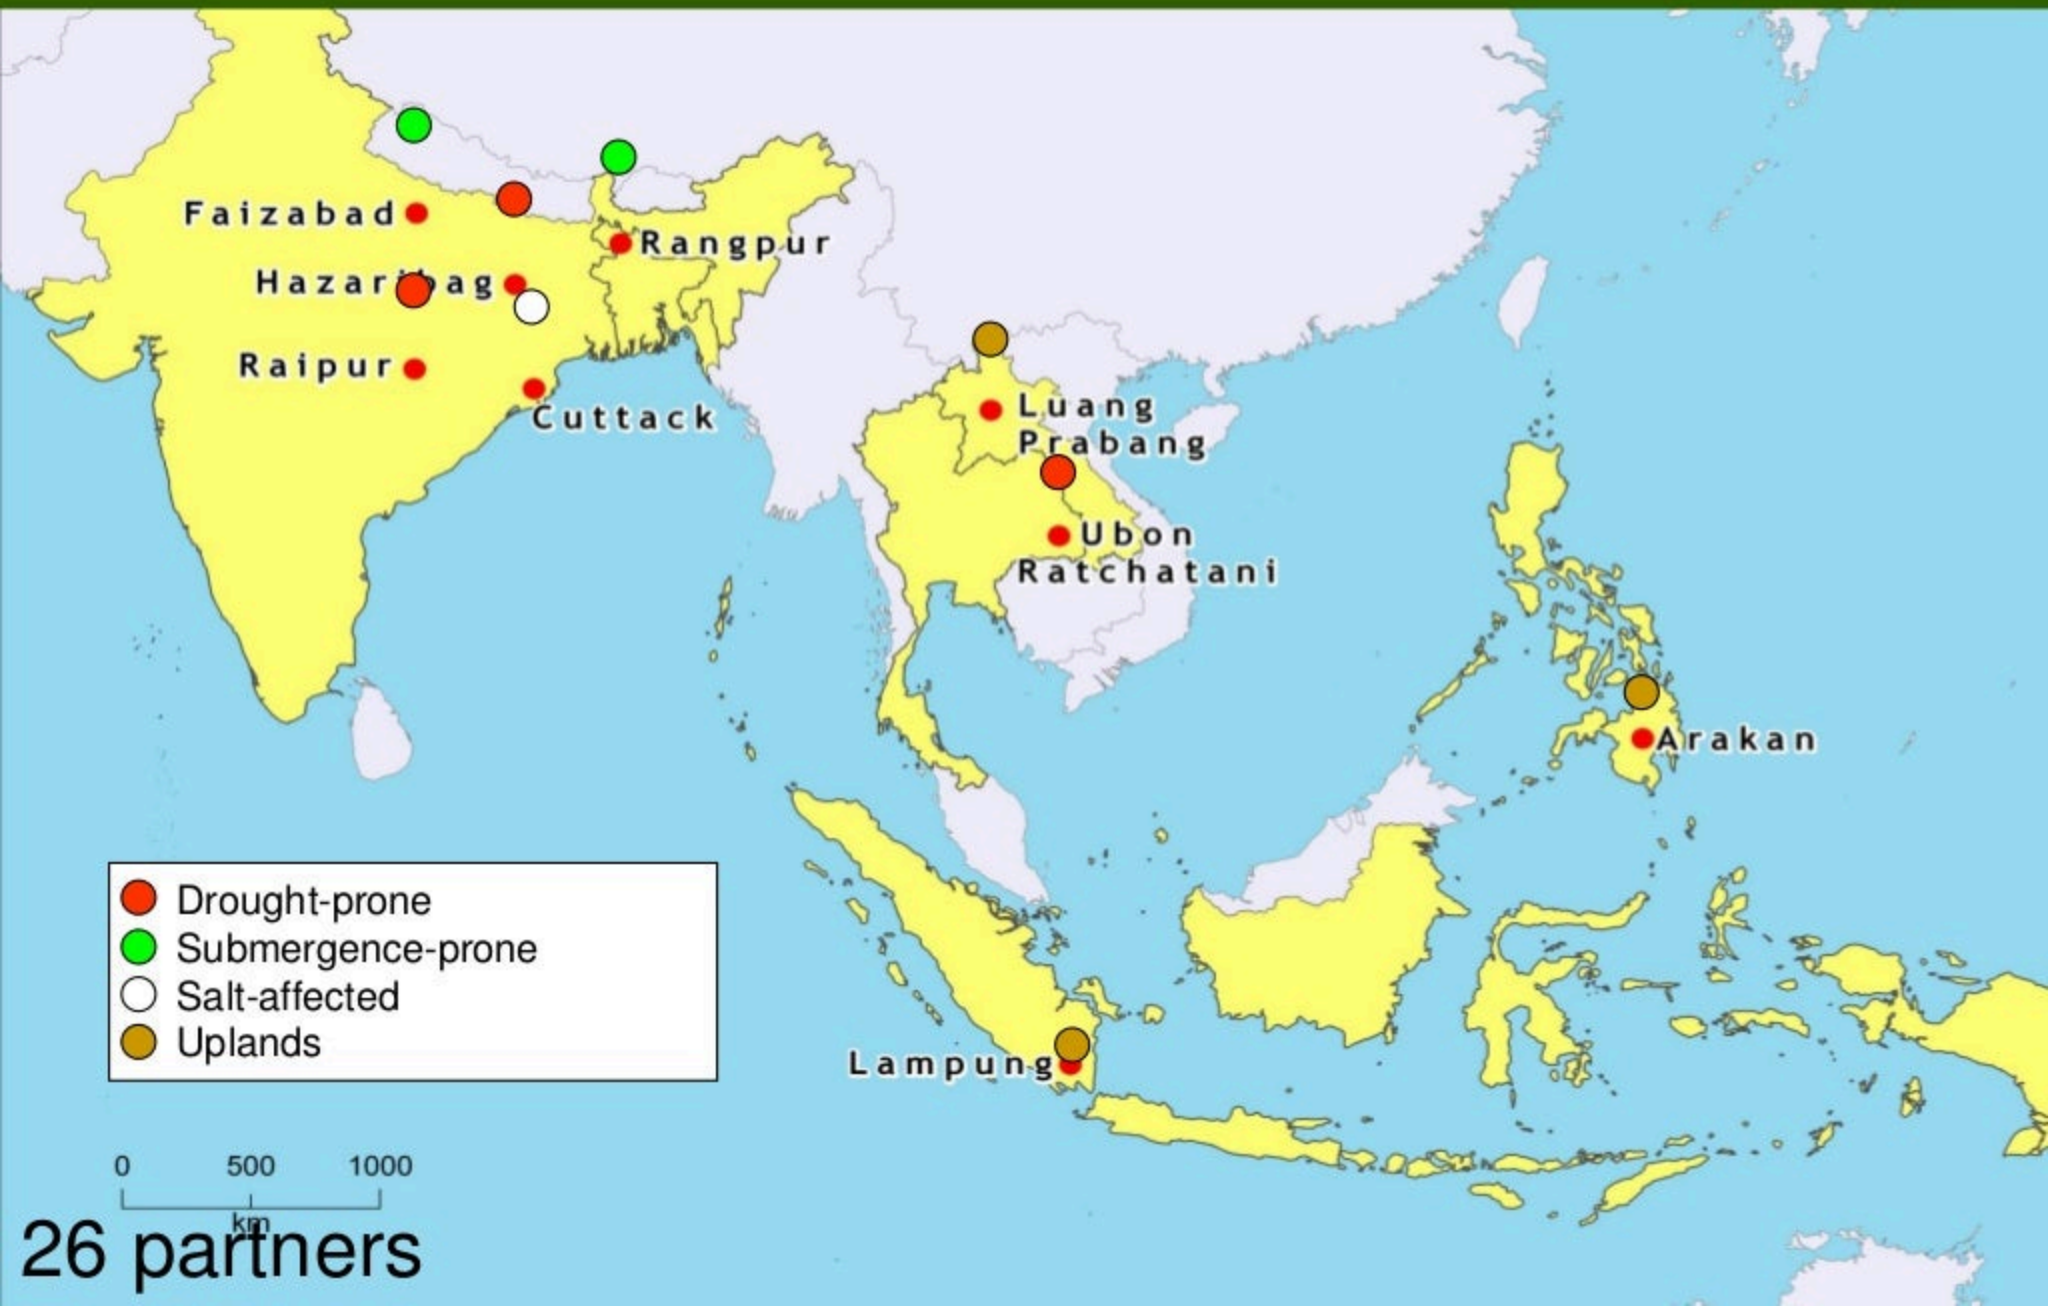 Faizabad
Rangpur
Hazaribag
Raipur
Cuttack
Luang
Prabang
Ubon
Ratchatani
Arakan
Drought-prone
Submergence-prone
Salt-affected
Uplands
Lampung
0 500 1000
km
26 partners